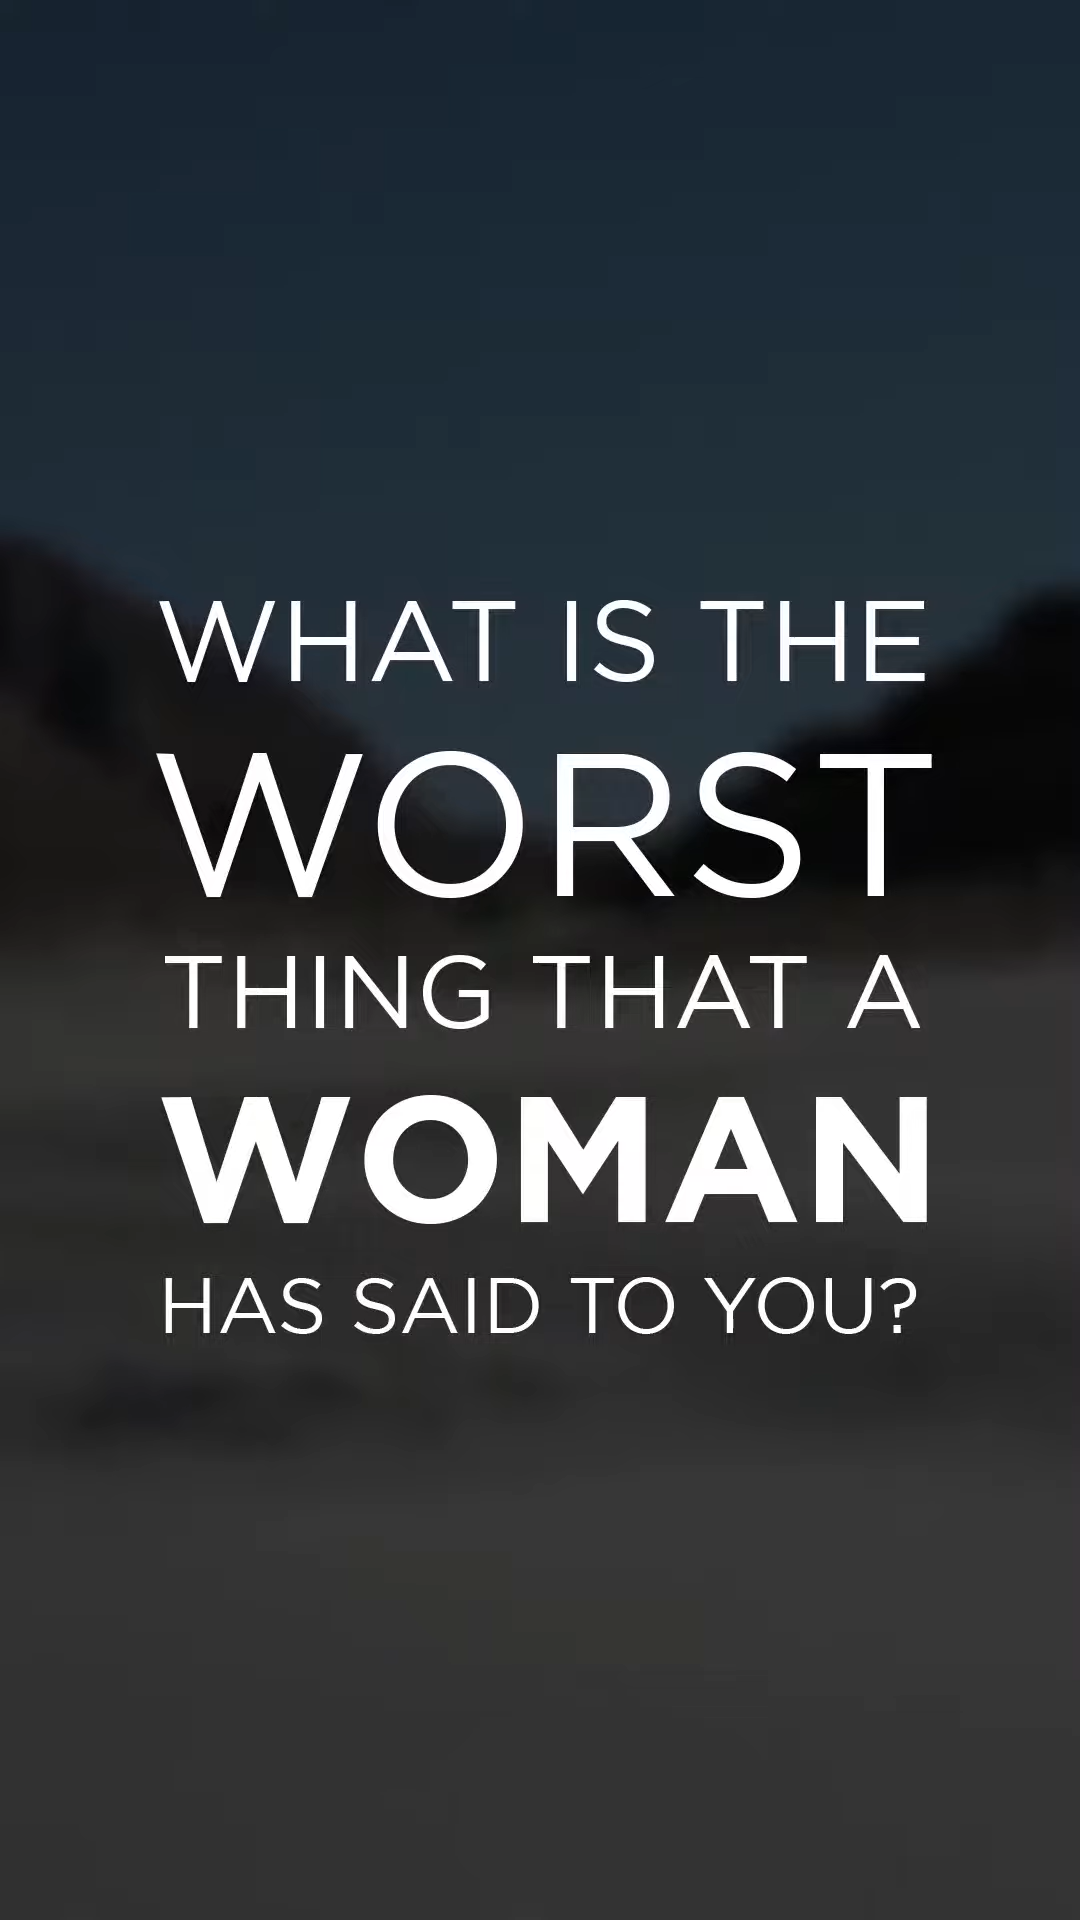 WHAT IS THE
WORST
THING THAT A
WOMAN
HAS SAID TO YOU?